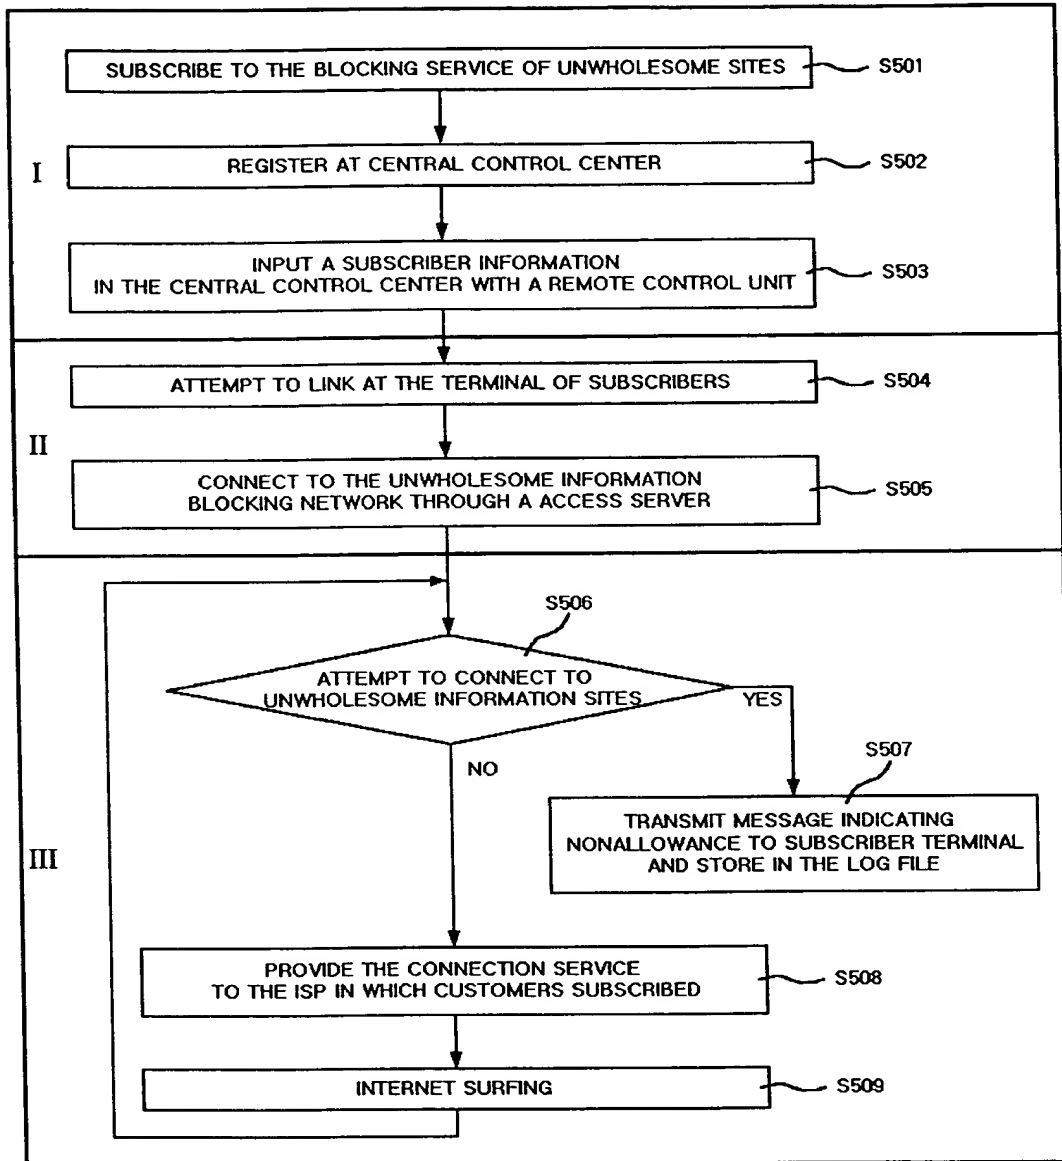 SUBSCRIBE TO THE BLOCKING SERVICE OF UNWHOLESOME SITES
S501
I
REGISTER AT CENTRAL CONTROL CENTER
S502
INPUT A SUBSCRIBER INFORMATION
IN THE CENTRAL CONTROL CENTER WITH A REMOTE CONTROL UNIT
S503
ATTEMPT TO LINK AT THE TERMINAL OF SUBSCRIBERS
S504
II
CONNECT TO THE UNWHOLESOME INFORMATION
BLOCKING NETWORK THROUGH A ACCESS SERVER
S505
S506
ATTEMPT TO CONNECT TO
UNWHOLESOME INFORMATION SITES
YES
NO
S507
TRANSMIT MESSAGE INDICATING
NONALLOWANCE TO SUBSCRIBER TERMINAL
AND STORE IN THE LOG FILE
III
PROVIDE THE CONNECTION SERVICE
TO THE ISP IN WHICH CUSTOMERS SUBSCRIBED
S508
INTERNET SURFING
S509